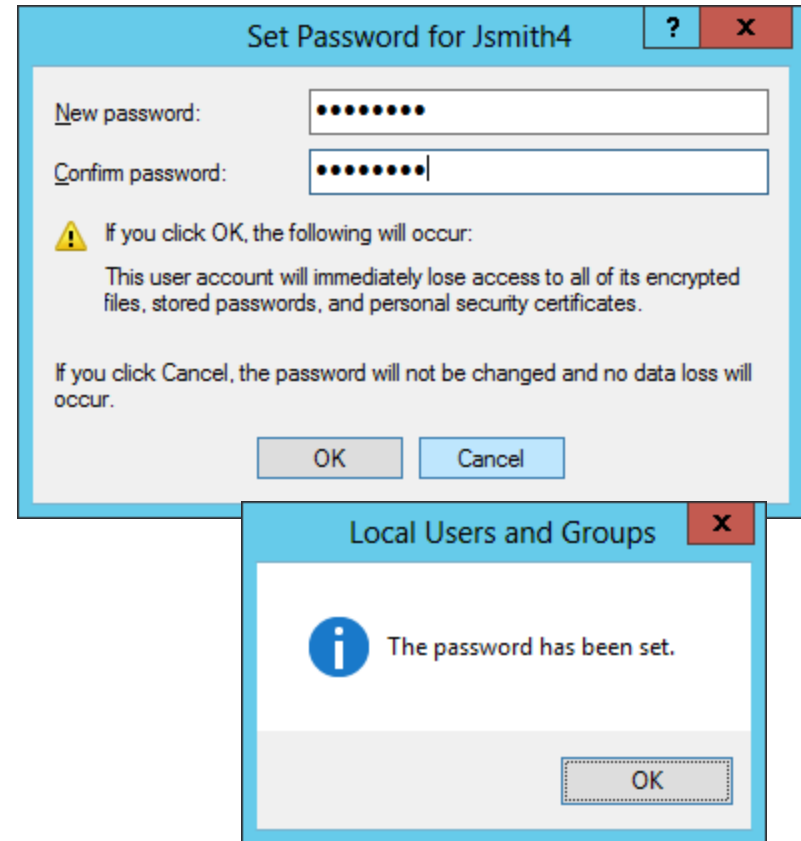 Set Password for Jsmith4
?
x
New password:
••••••••
Confirm password:
••••••••
If you click OK, the following will occur:
This user account will immediately lose access to all of its encrypted
files, stored passwords, and personal security certificates.
If you click Cancel, the password will not be changed and no data loss will
occur.
OK
Cancel
Local Users and Groups
x
The password has been set.
OK